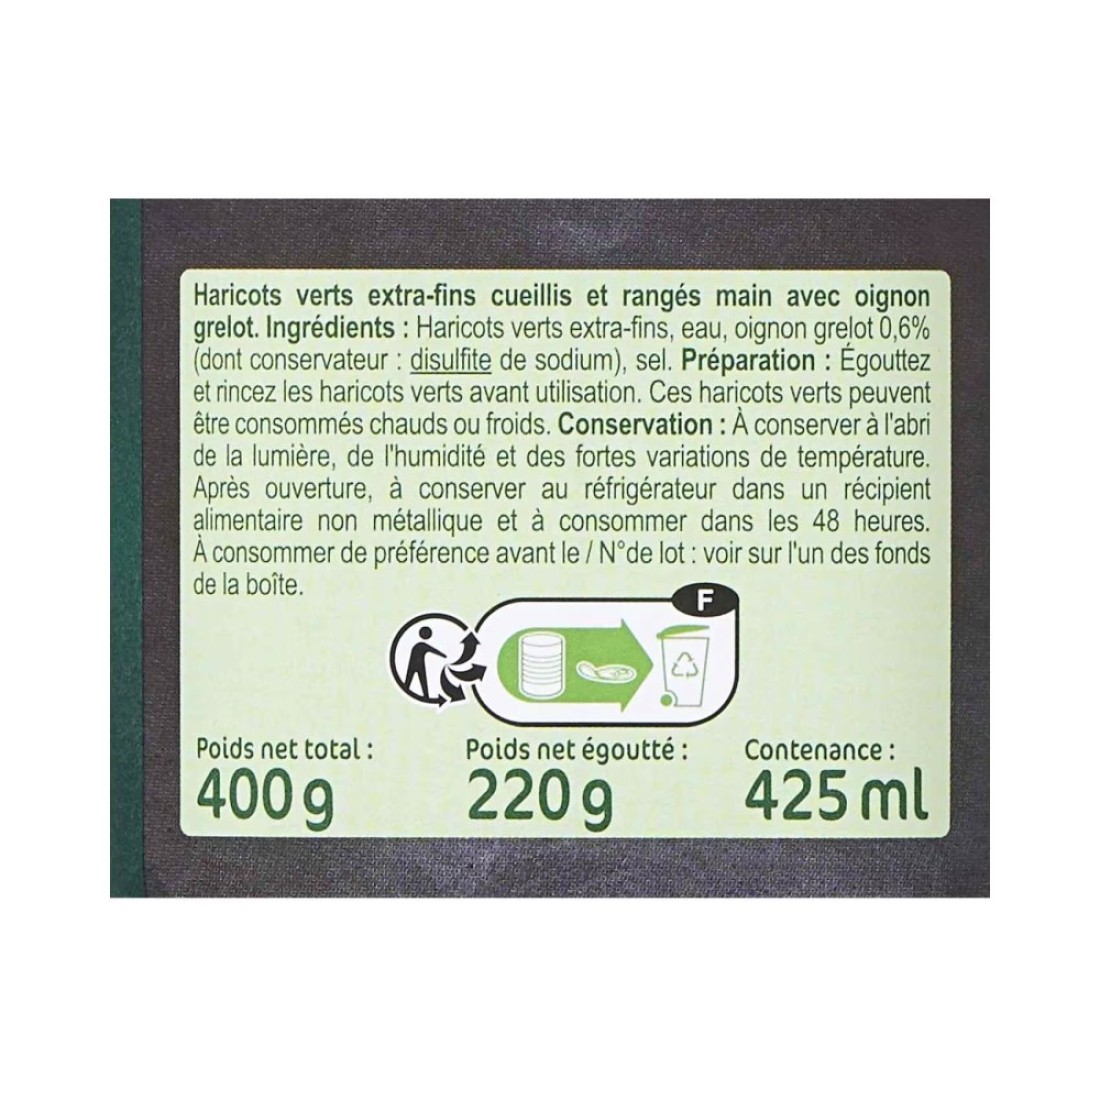 Haricots verts extra-fins cueillis et rangés main avec oignon
grelot. Ingrédients : Haricots verts extra-fins, eau, oignon grelot 0,6%
(dont conservateur : disulfite de sodium), sel. Préparation : Égouttez
et rincez les haricots verts avant utilisation. Ces haricots verts peuvent
être consommés chauds ou froids. Conservation : À conserver à l'abri
de la lumière, de l'humidité et des fortes variations de température.
Après ouverture, à conserver au réfrigérateur dans un récipient
alimentaire non métallique et à consommer dans les 48 heures.
À consommer de préférence avant le / N°de lot : voir sur l'un des fonds
de la boîte.
F
Poids net total : Poids net égoutté : Contenance :
400 g 220 g 425 ml